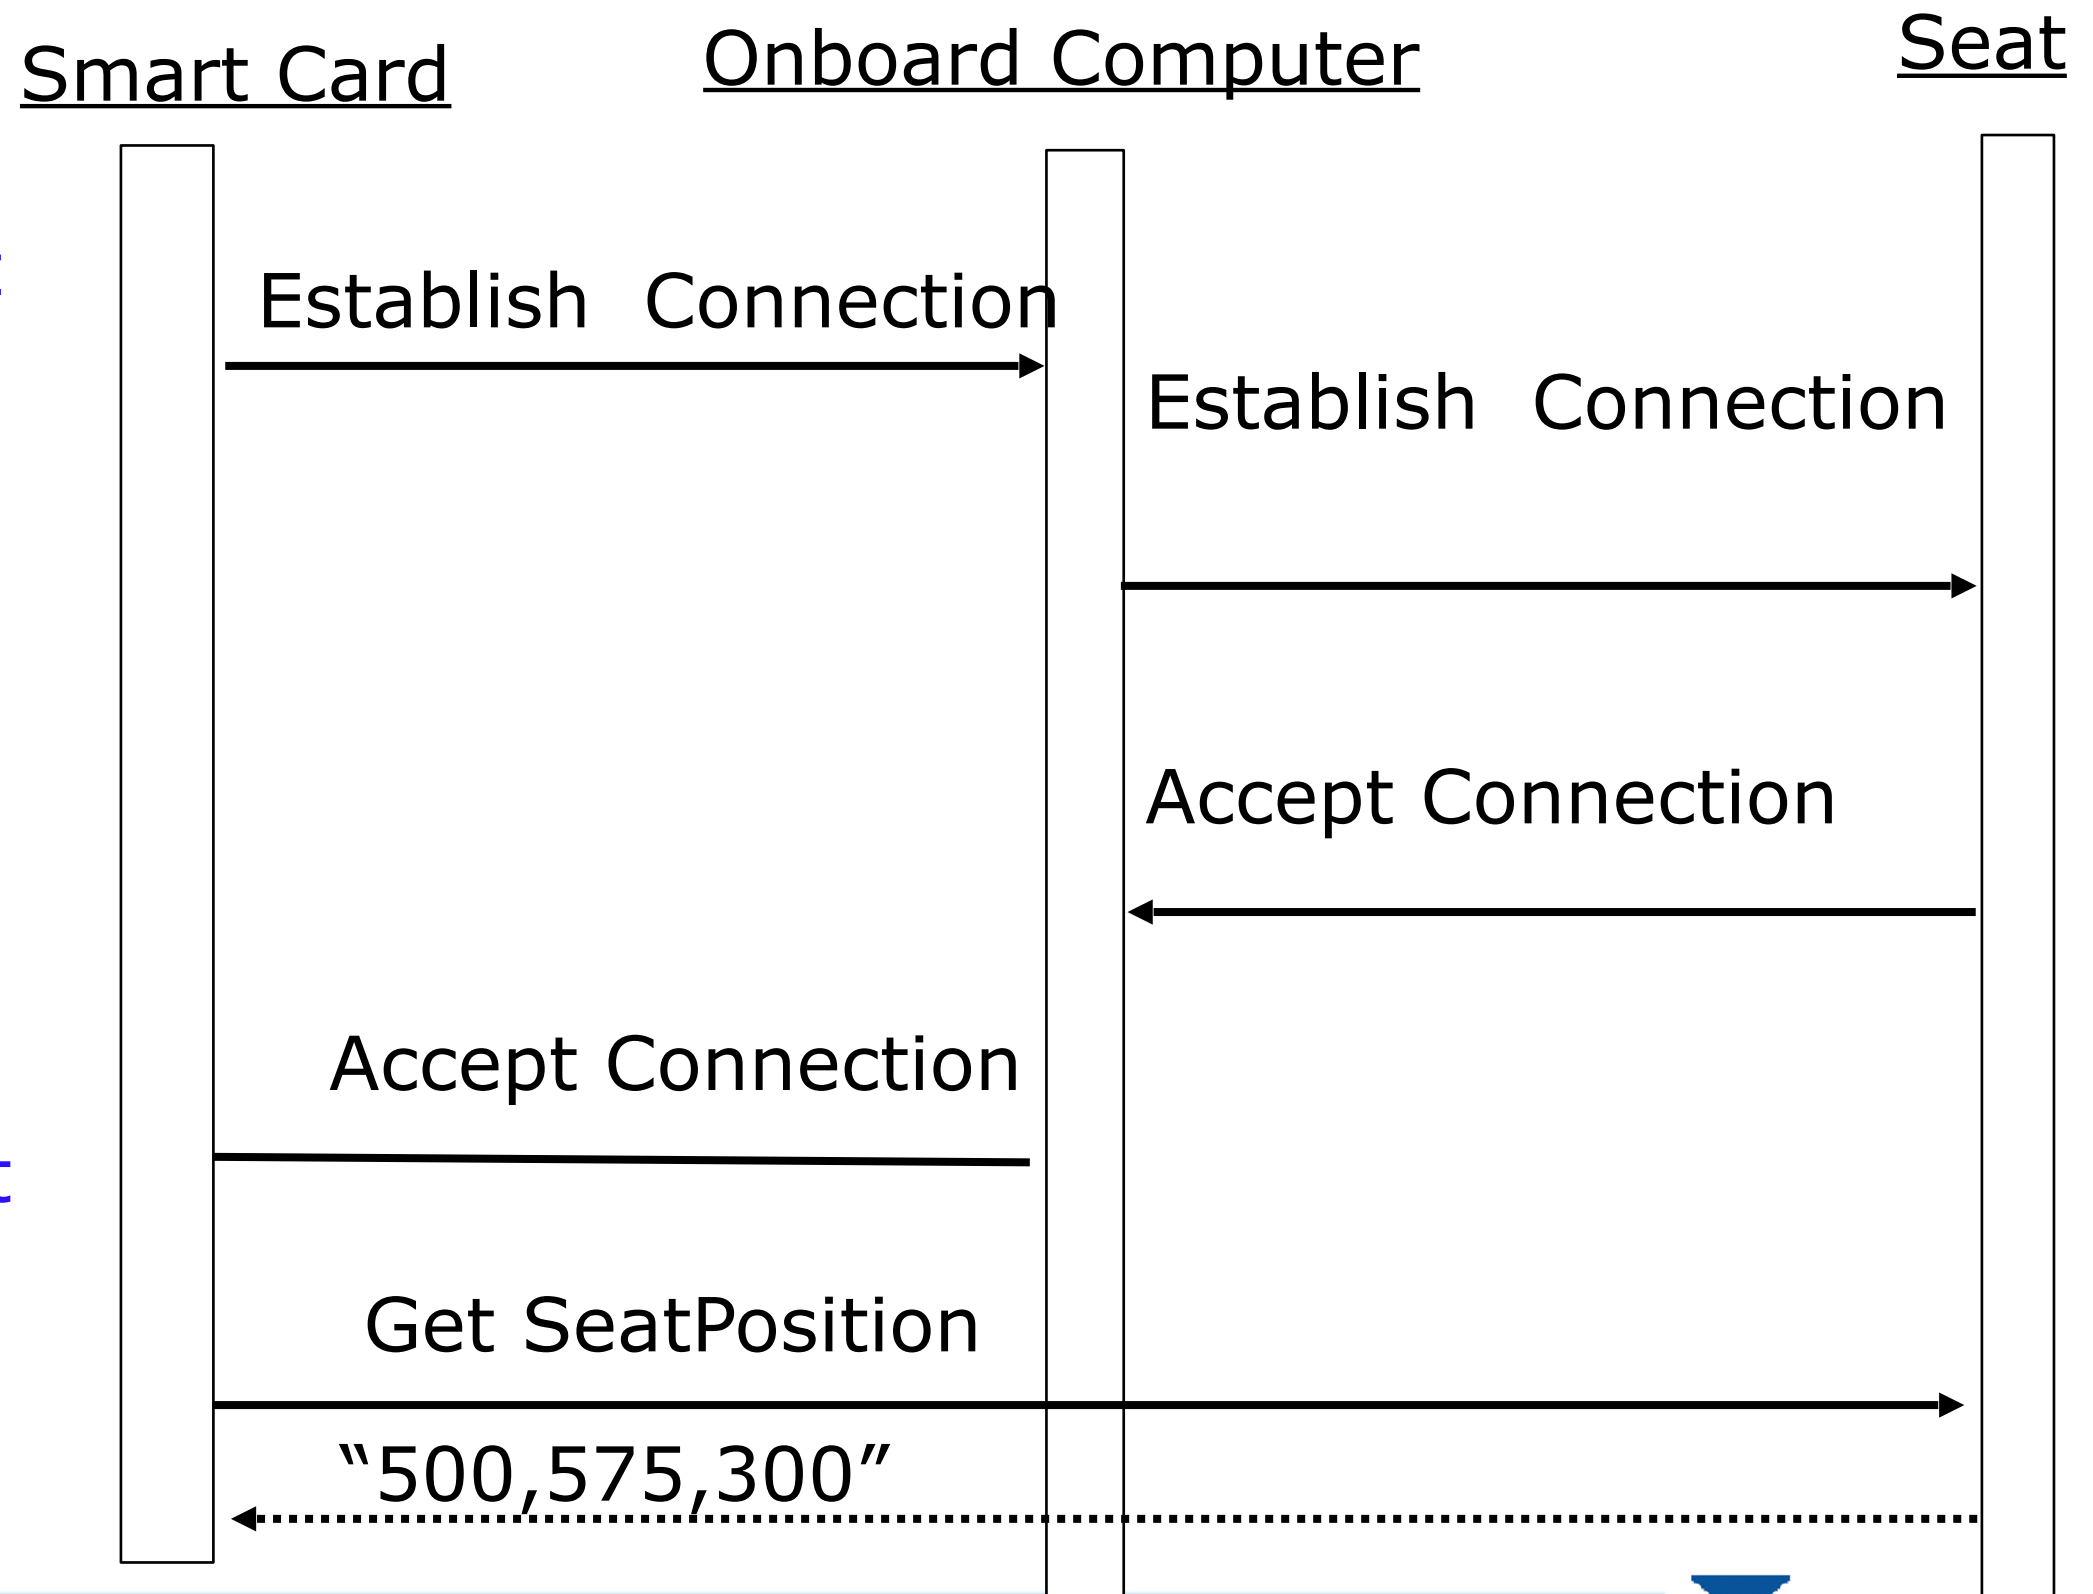 Smart Card
Onboard Computer
Seat
Establish  Connection
Establish  Connection
Accept Connection
Accept Connection
Get SeatPosition
“500,575,300”